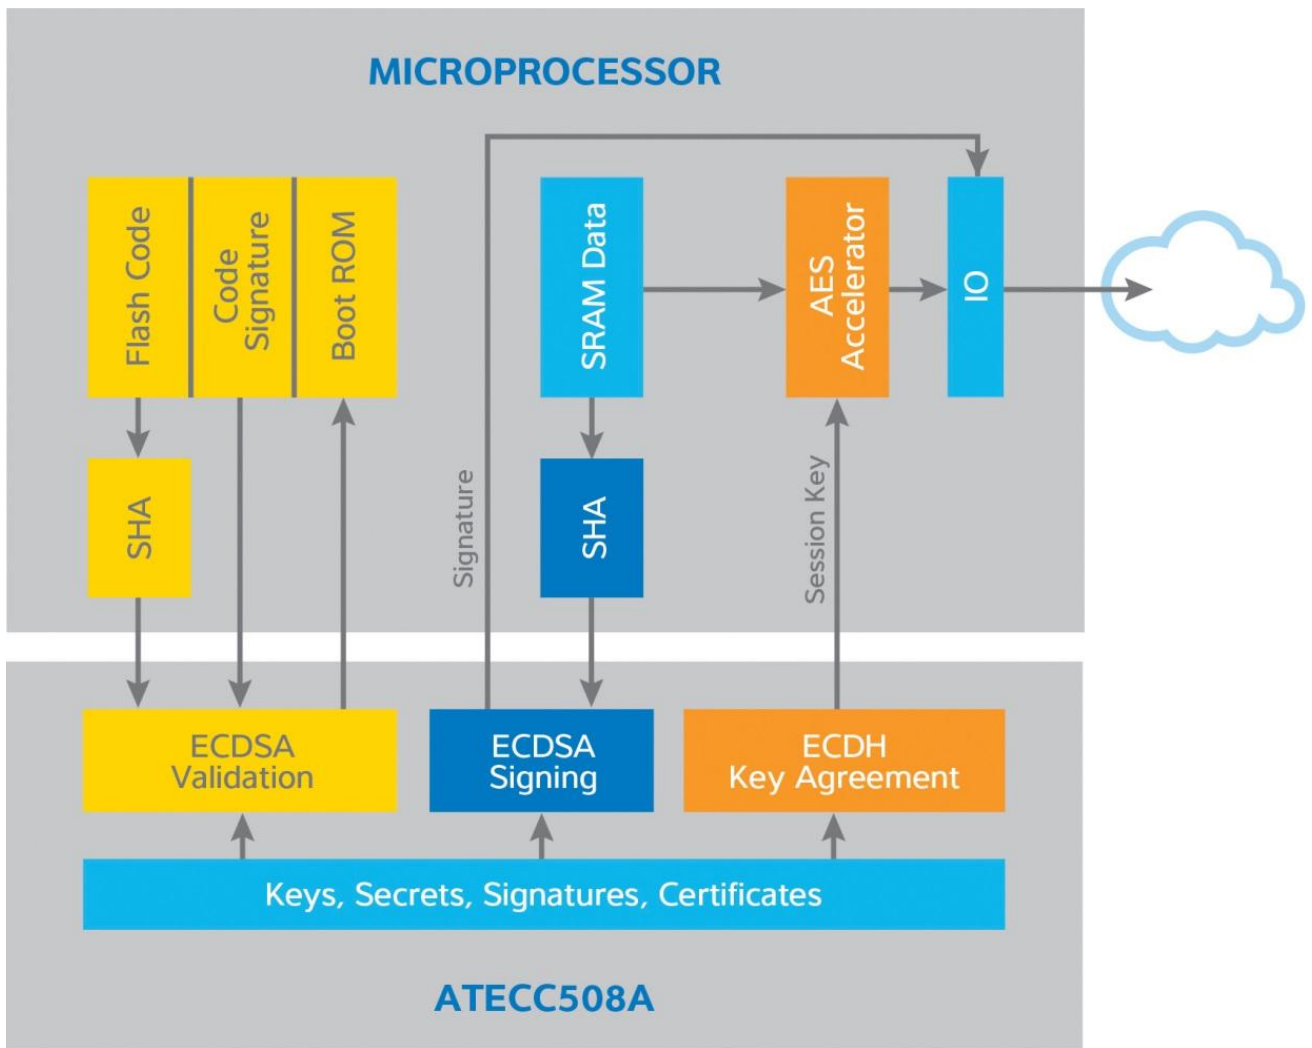 MICROPROCESSOR
Flash Code
Code
Signature
Boot ROM
SRAM Data
AES
Accelerator
IO
SHA
Signature
SHA
Session Key
ECDSA
Validation
ECDSA
Signing
ECDH
Key Agreement
Keys, Secrets, Signatures, Certificates
ATECC508A